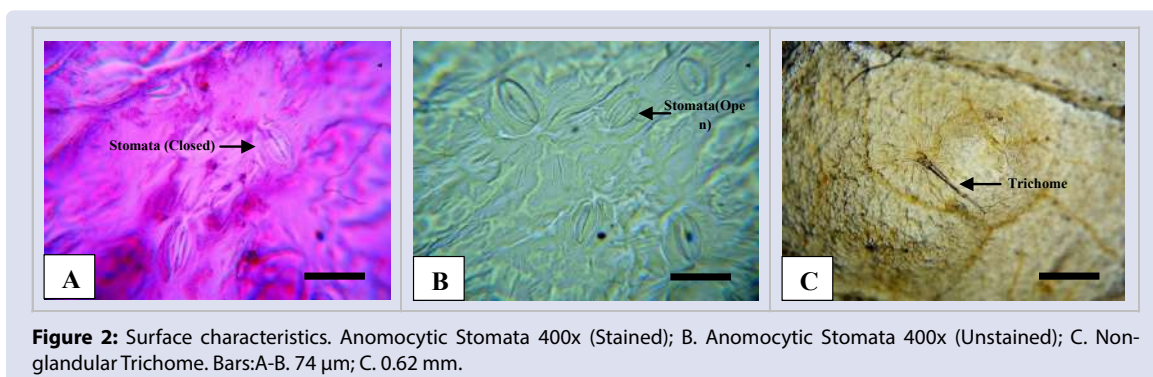 Stomata (Closed)
A
Stomata(Ope
n)
B
Trichome
C
Figure 2: Surface characteristics. Anomocytic Stomata 400x (Stained); B. Anomocytic Stomata 400x (Unstained); C. Non-
glandular Trichome. Bars:A-B. 74 μm; C. 0.62 mm.